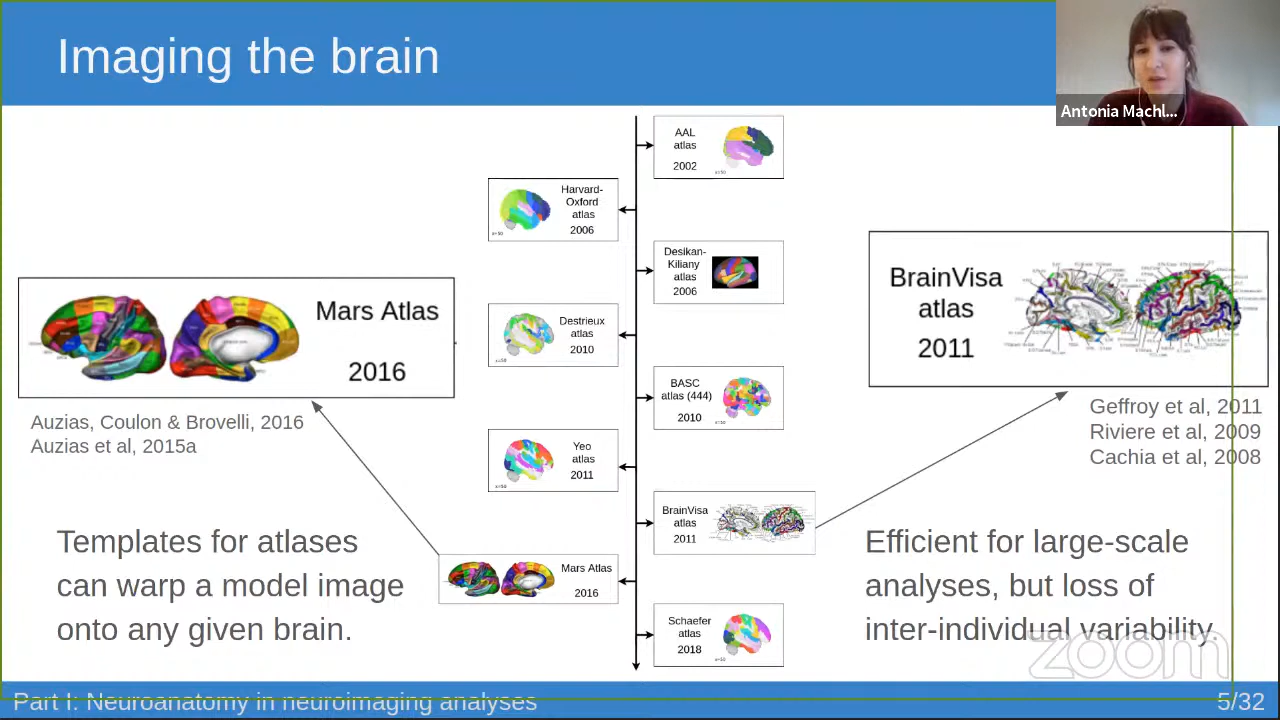 Imaging the brain
Antonia Machl...
AAL
atlas
2002
Harvard-
Oxford
atlas
2006
Desikan-
Kiliany
atlas
2006
Destrieux
atlas
2010
BASC
atlas (444)
2010
Yeo
atlas
2011
BrainVisa
atlas
2011
Mars Atlas
2016
Schaefer
atlas
2018
Mars Atlas
2016
Auzias, Coulon & Brovelli, 2016
Auzias et al, 2015a
BrainVisa
atlas
2011
Geffroy et al, 2011
Riviere et al, 2009
Cachia et al, 2008
Templates for atlases
can warp a model image
onto any given brain.
Efficient for large-scale
analyses, but loss of
inter-individual variability.
zoom
Part I: Neuroanatomy in neuroimaging analyses
5/32